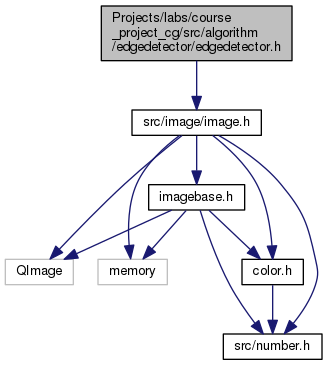 Projects/labs/course
_project_cg/src/algorithm
/edgedetector/edgedetector.h
src/image/image.h
imagebase.h
QImage
memory
color.h
src/number.h